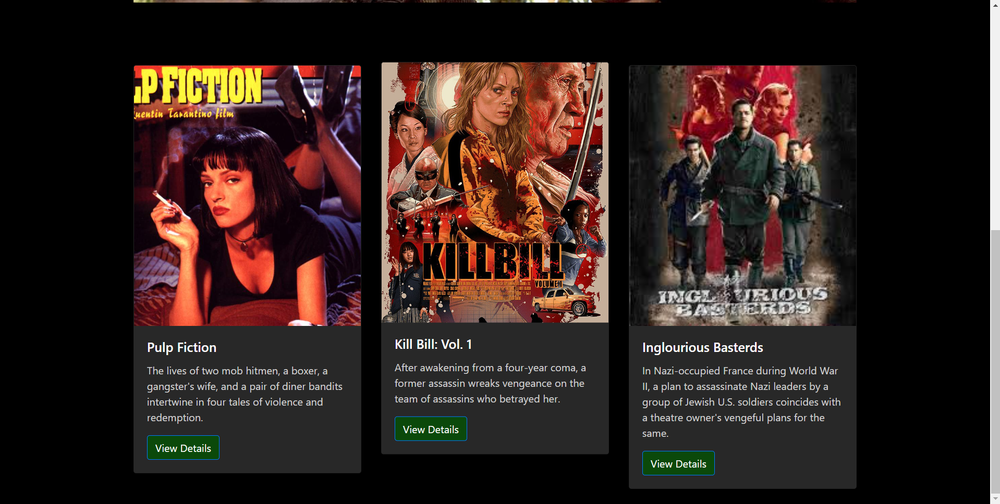 LP FICTION
uentin Tarantino film
KILL BILL
VOLUME 1
INGLOURIOUS
BASTERDS
Pulp Fiction
The lives of two mob hitmen, a boxer, a
gangster's wife, and a pair of diner bandits
intertwine in four tales of violence and
redemption.
View Details
Kill Bill: Vol. 1
After awakening from a four-year coma, a
former assassin wreaks vengeance on the
team of assassins who betrayed her.
View Details
Inglourious Basterds
In Nazi-occupied France during World War
II, a plan to assassinate Nazi leaders by a
group of Jewish U.S. soldiers coincides with
a theatre owner's vengeful plans for the
same.
View Details